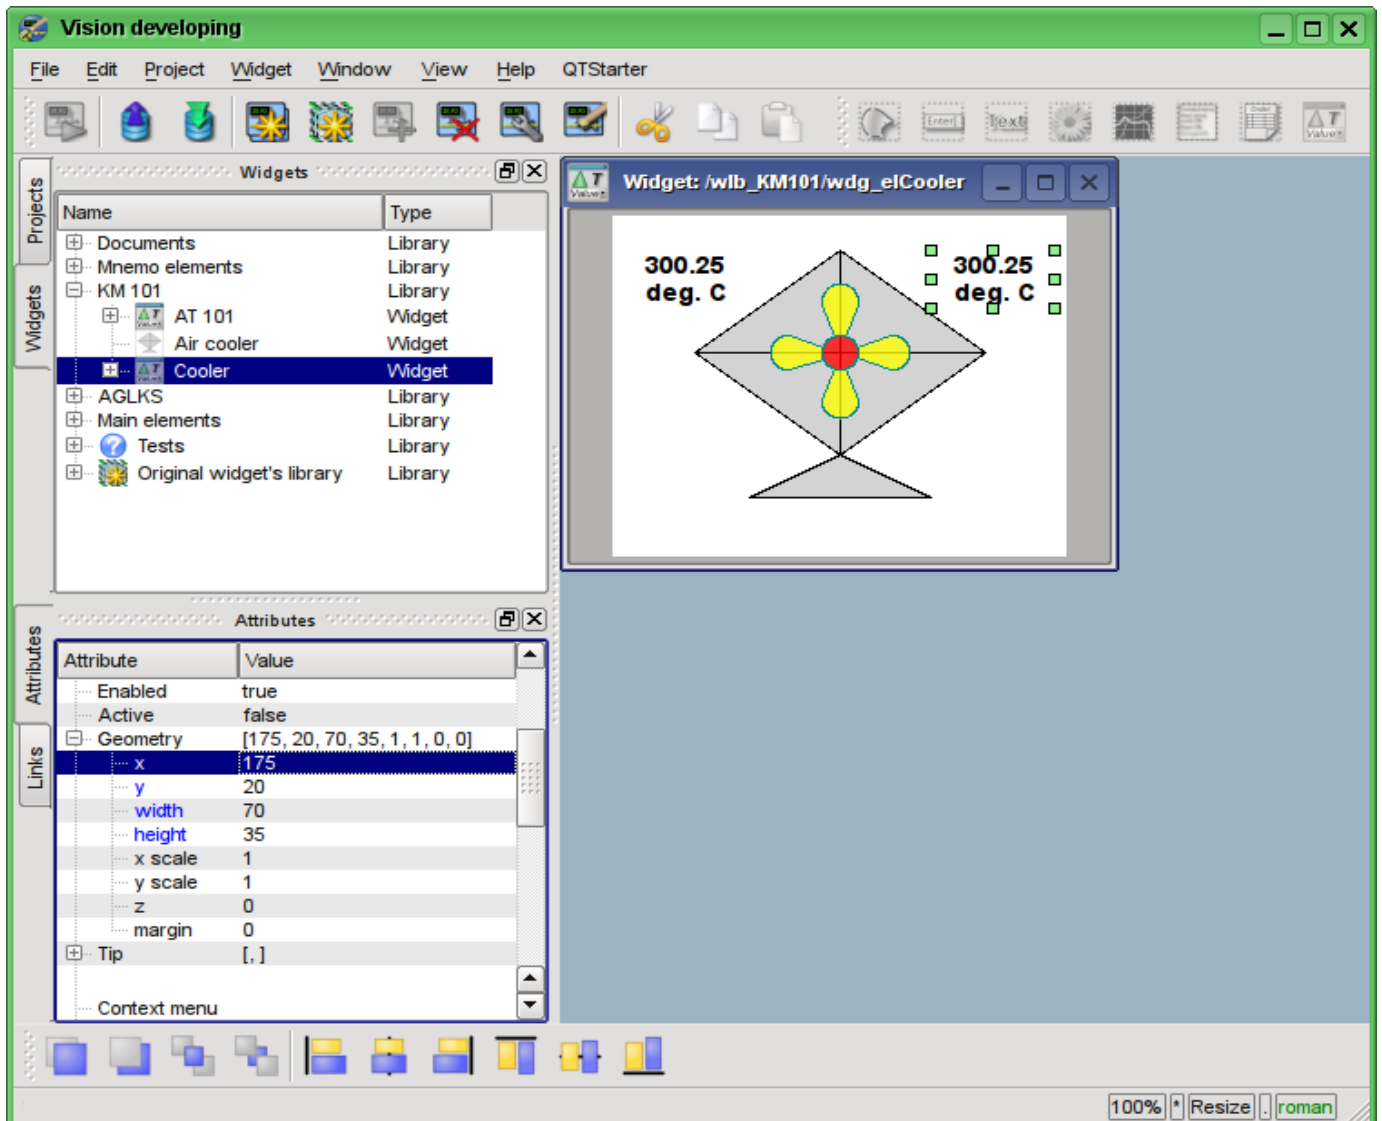 Vision developing
File Edit Project Widget Window View Help QTStarter
Enter
Text
Value
Projects
Widgets
Widgets
Name Type
Documents Library
Mnemo elements Library
KM 101 Library
AT 101 Widget
Air cooler Widget
Cooler Widget
AGLKS Library
Main elements Library
Tests Library
Original widget's library Library
Widget: /wlb_KM101/wdg_elCooler
300.25
deg. C
300.25
deg. C
Attributes
Links
Attributes
Attribute Value
Enabled true
Active false
Geometry [175, 20, 70, 35, 1, 1, 0, 0]
x 175
y 20
width 70
height 35
x scale 1
y scale 1
z 0
margin 0
Tip [, ]
Context menu
100% * Resize . roman